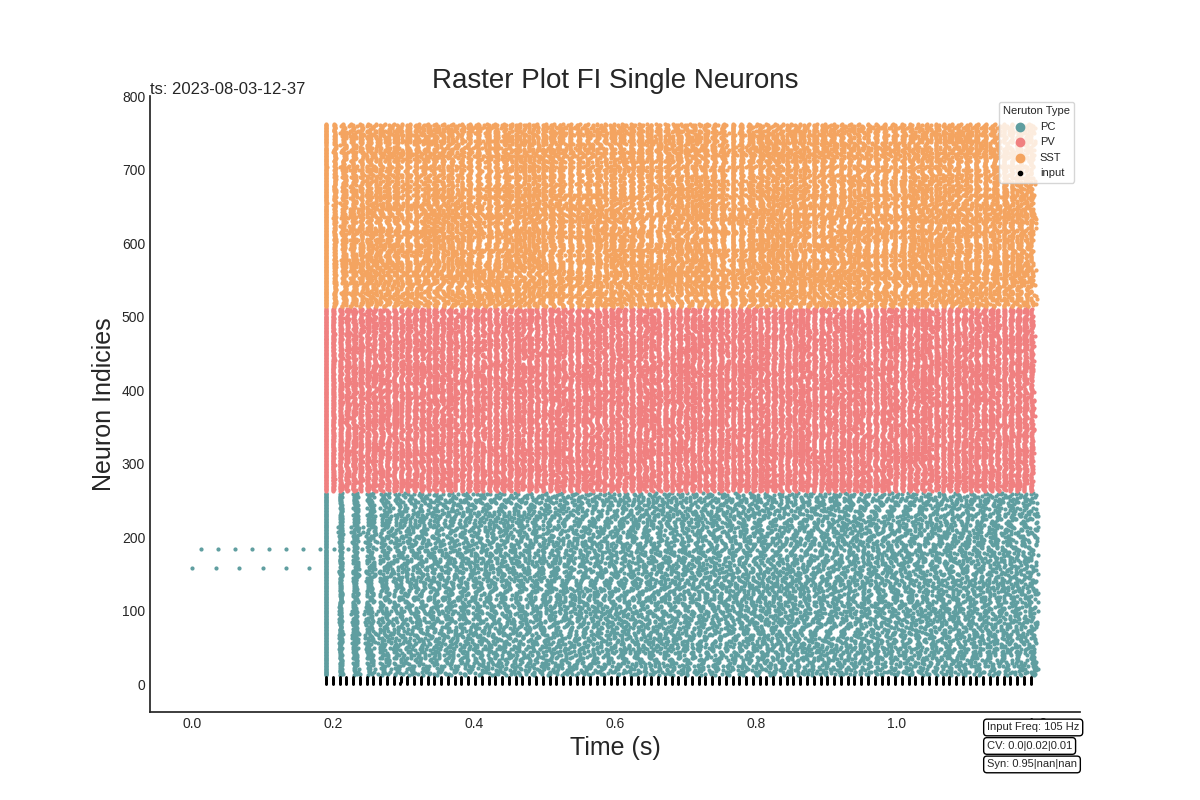 Raster Plot FI Single Neurons
ts: 2023-08-03-12-37
Neruton Type
PC
PV
SST
input
800
700
600
500
400
300
200
100
0
Neuron Indicies
0.0 0.2 0.4 0.6 0.8 1.0
Time (s)
Input Freq: 105 Hz
CV: 0.0|0.02|0.01
Syn: 0.95|nan|nan